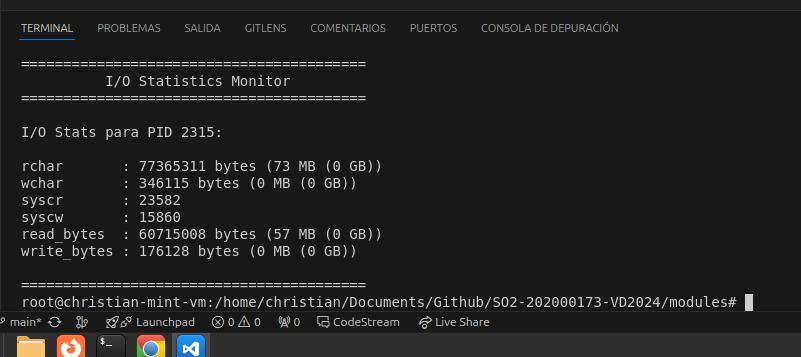 TERMINAL PROBLEMAS SALIDA GITLENS COMENTARIOS PUERTOS CONSOLA DE DEPURACIÓN
=========================================
I/O Statistics Monitor
=========================================
I/O Stats para PID 2315:
rchar : 77365311 bytes (73 MB (0 GB))
wchar : 346115 bytes (0 MB (0 GB))
syscr : 23582
syscw : 15860
read_bytes : 60715008 bytes (57 MB (0 GB))
write_bytes : 176128 bytes (0 MB (0 GB))
=========================================
root@christian-mint-vm:/home/christian/Documents/Github/SO2-202000173-VD2024/modules#
main* Launchpad 0 0 0 CodeStream Live Share
$_